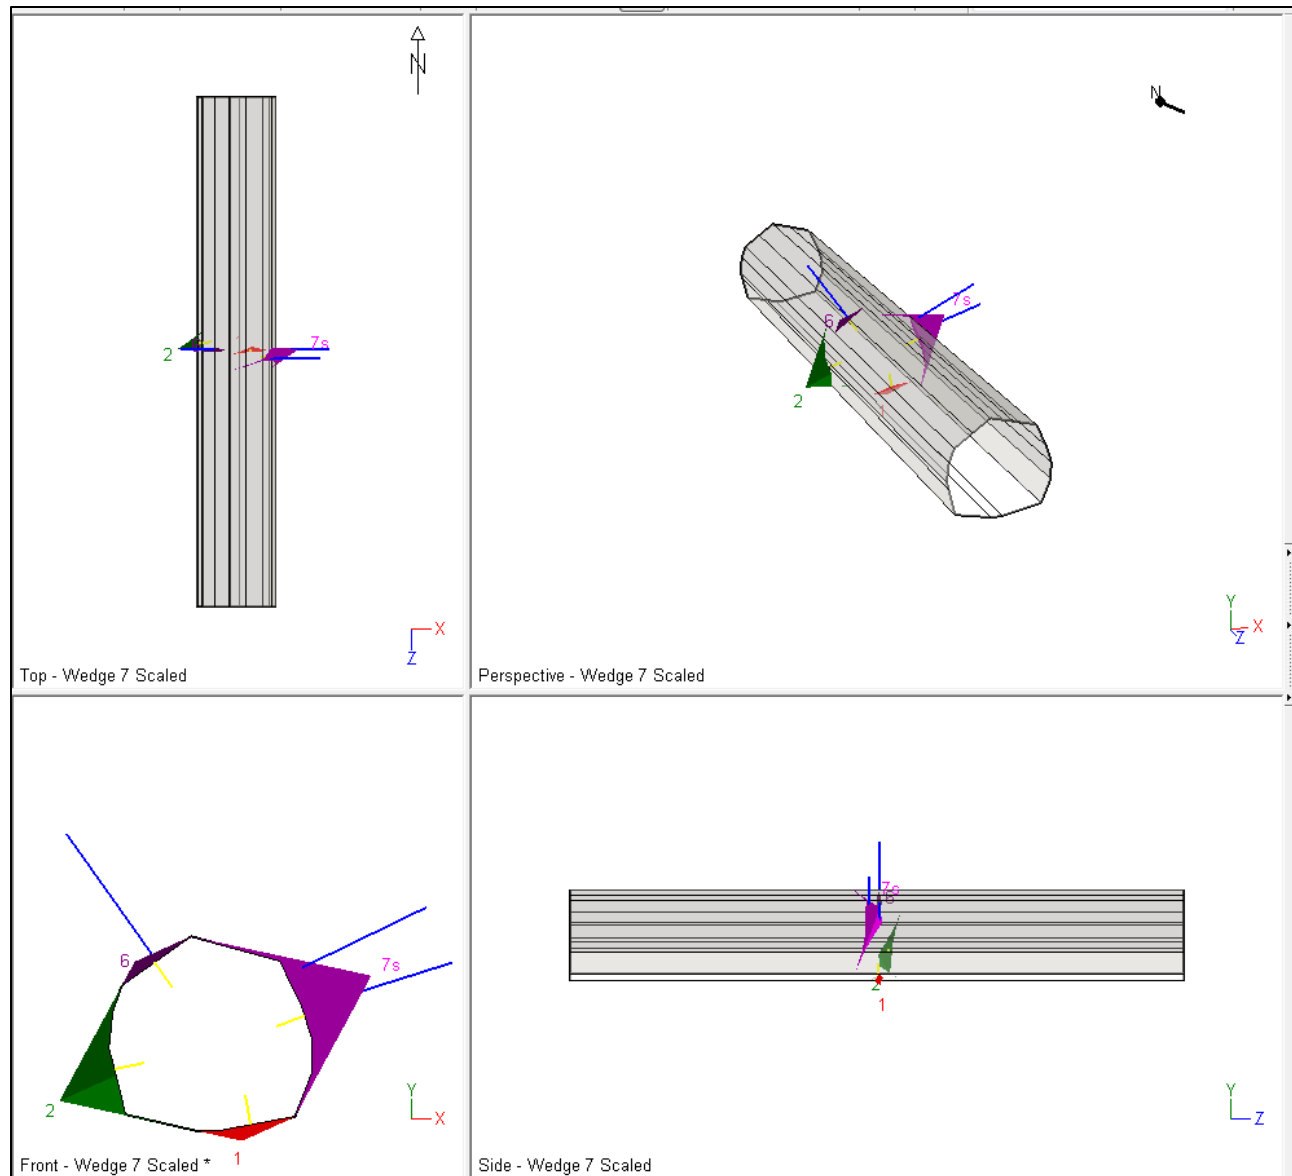 N
2
7s
X
Z
Top - Wedge 7 Scaled
N
7s
6
2
1
Y
X
Z
Perspective - Wedge 7 Scaled
6
7s
2
1
Y
X
Front - Wedge 7 Scaled *
7s
6
2
1
Y
Z
Side - Wedge 7 Scaled